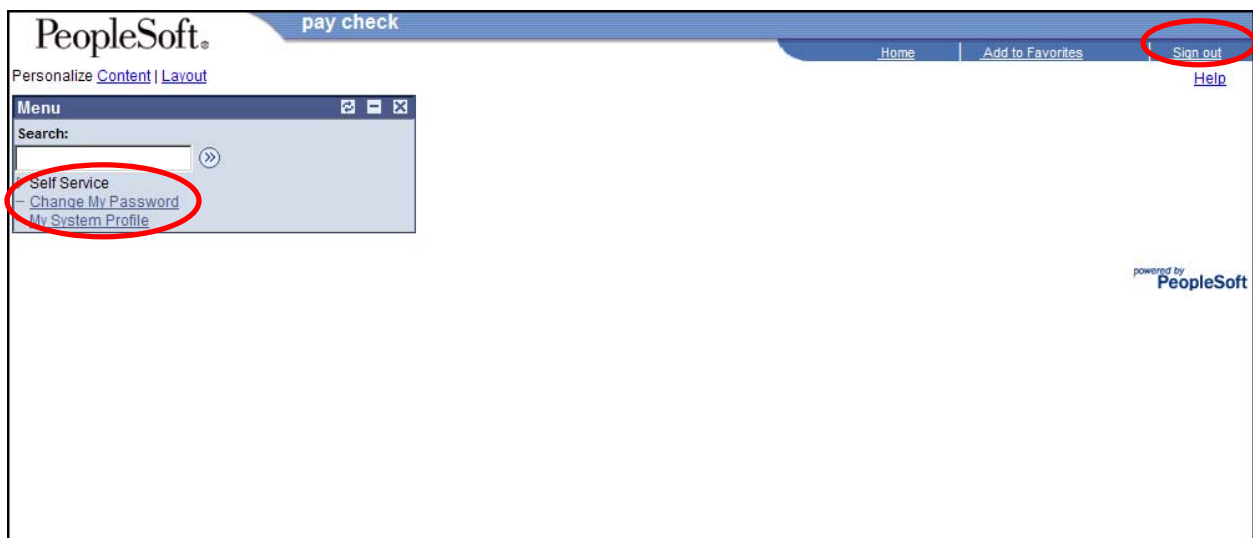 PeopleSoft®
pay check
Home | Add to Favorites | Sign out
Personalize Content | Layout
Help
Menu
Search:
Self Service
Change My Password
My System Profile
powered by
PeopleSoft